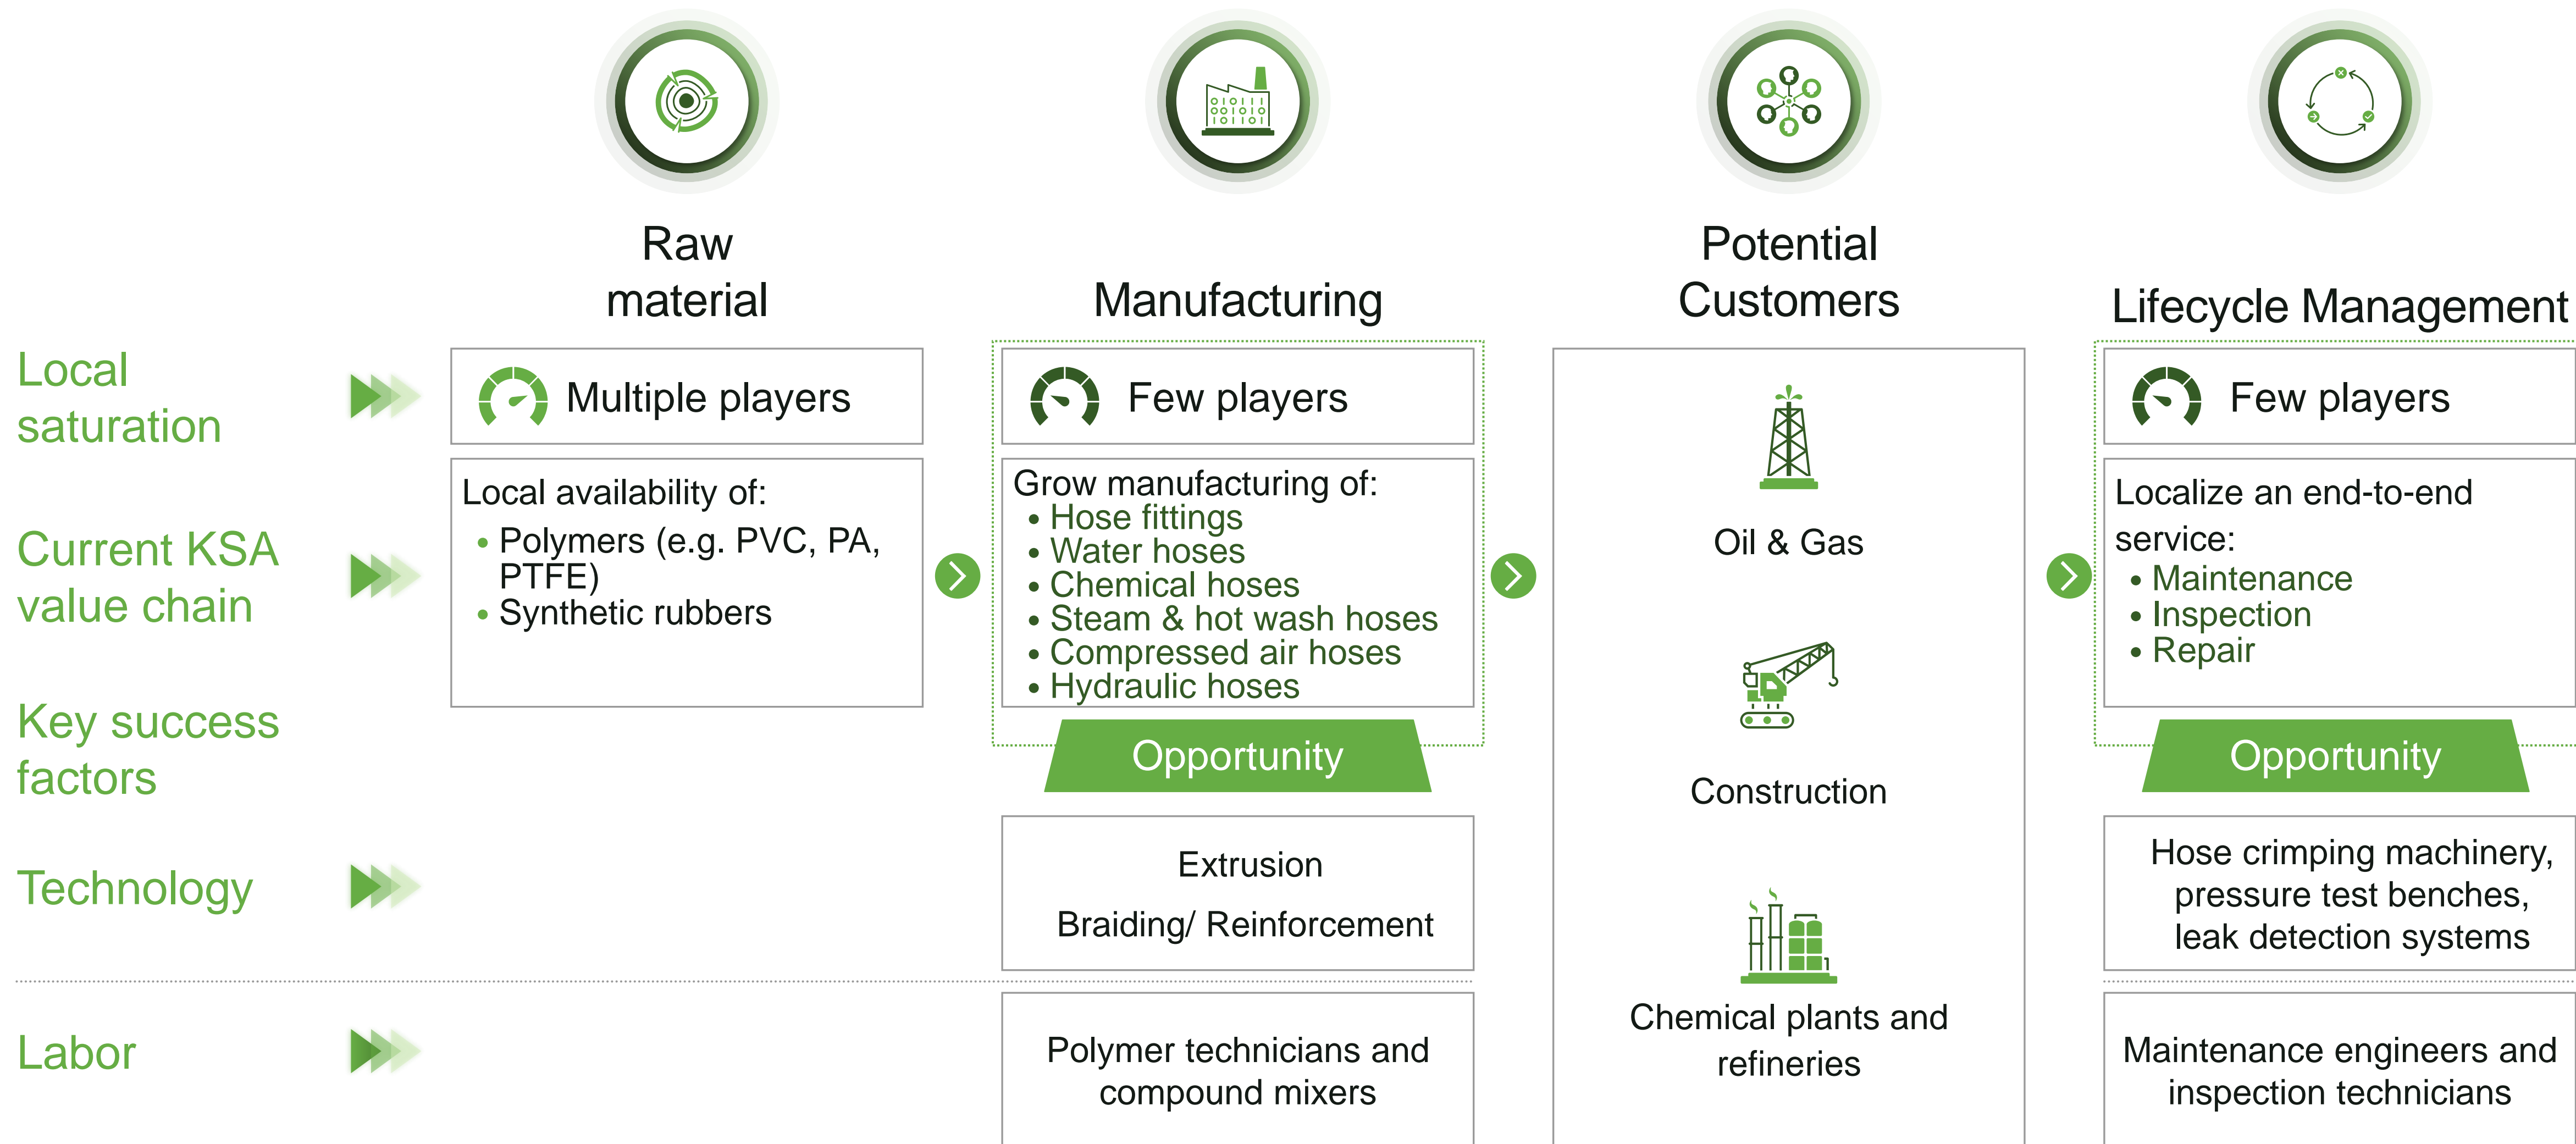 Raw
material
Manufacturing
Potential
Customers
Lifecycle Management
Local
saturation
Multiple players
Few players
Few players
Current KSA
value chain
Local availability of:
• Polymers (e.g. PVC, PA,
PTFE)
• Synthetic rubbers
Grow manufacturing of:
• Hose fittings
• Water hoses
• Chemical hoses
• Steam & hot wash hoses
• Compressed air hoses
• Hydraulic hoses
Oil & Gas
Construction
Chemical plants and
refineries
Localize an end-to-end
service:
• Maintenance
• Inspection
• Repair
Key success
factors
Opportunity
Opportunity
Technology
Extrusion
Braiding/ Reinforcement
Hose crimping machinery,
pressure test benches,
leak detection systems
Labor
Polymer technicians and
compound mixers
Maintenance engineers and
inspection technicians